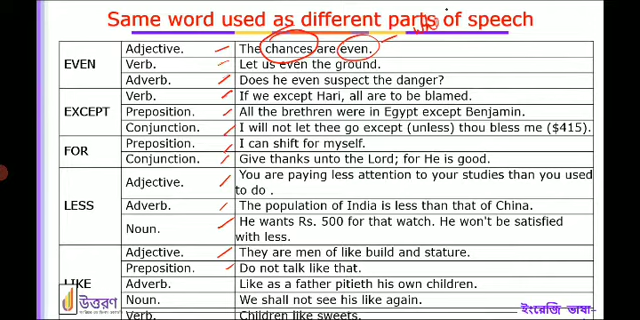 Same word used as different parts of speech
EVEN
Adjective. The chances are even.
Verb. Let us even the ground.
Adverb. Does he even suspect the danger?
EXCEPT
Verb. If we except Hari, all are to be blamed.
Preposition. All the brethren were in Egypt except Benjamin.
Conjunction. I will not let thee go except (unless) thou bless me ($415).
FOR
Preposition. I can shift for myself.
Conjunction. Give thanks unto the Lord; for He is good.
LESS
Adjective. You are paying less attention to your studies than you used
to do .
Adverb. The population of India is less than that of China.
Noun. He wants Rs. 500 for that watch. He won't be satisfied
with less.
LIKE
Adjective. They are men of like build and stature.
Preposition. Do not talk like that.
Adverb. Like as a father pitieth his own children.
Noun. We shall not see his like again.
Verb. Children like sweets.
উত্তরণ
ইংরেজি ভাষা